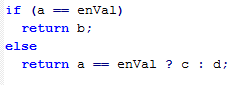 if (a == enVal)
  return b;
else
  return a == enVal ? c : d;